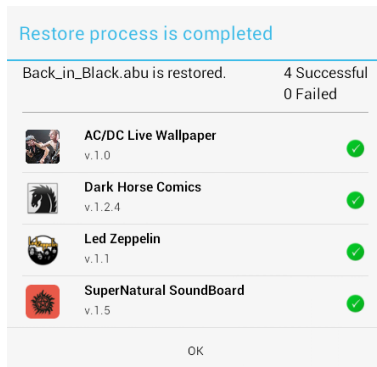 Restore process is completed
Back_in_Black.abu is restored. 4 Successful
0 Failed
AC/DC Live Wallpaper
v.1.0
Dark Horse Comics
v.1.2.4
Led Zeppelin
v.1.1
SuperNatural SoundBoard
v.1.5
OK